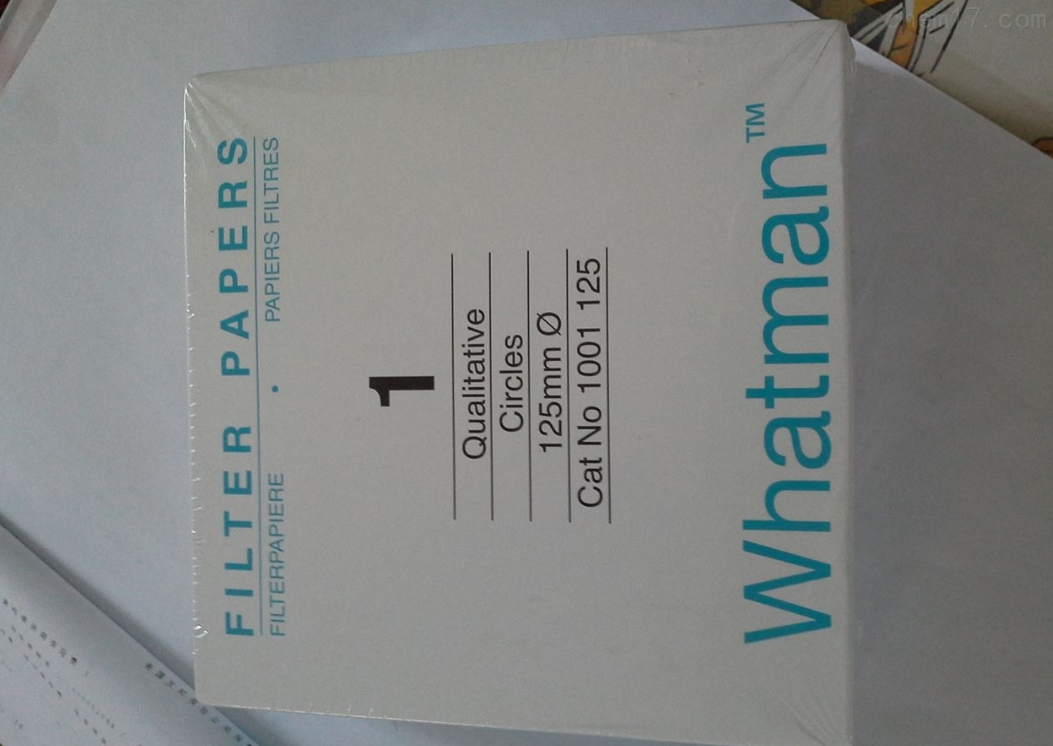 FILTER PAPERS
FILTERPAPIERE • PAPIERS FILTRES
1
Qualitative
Circles
125mm Ø
Cat No 1001 125
Whatman™